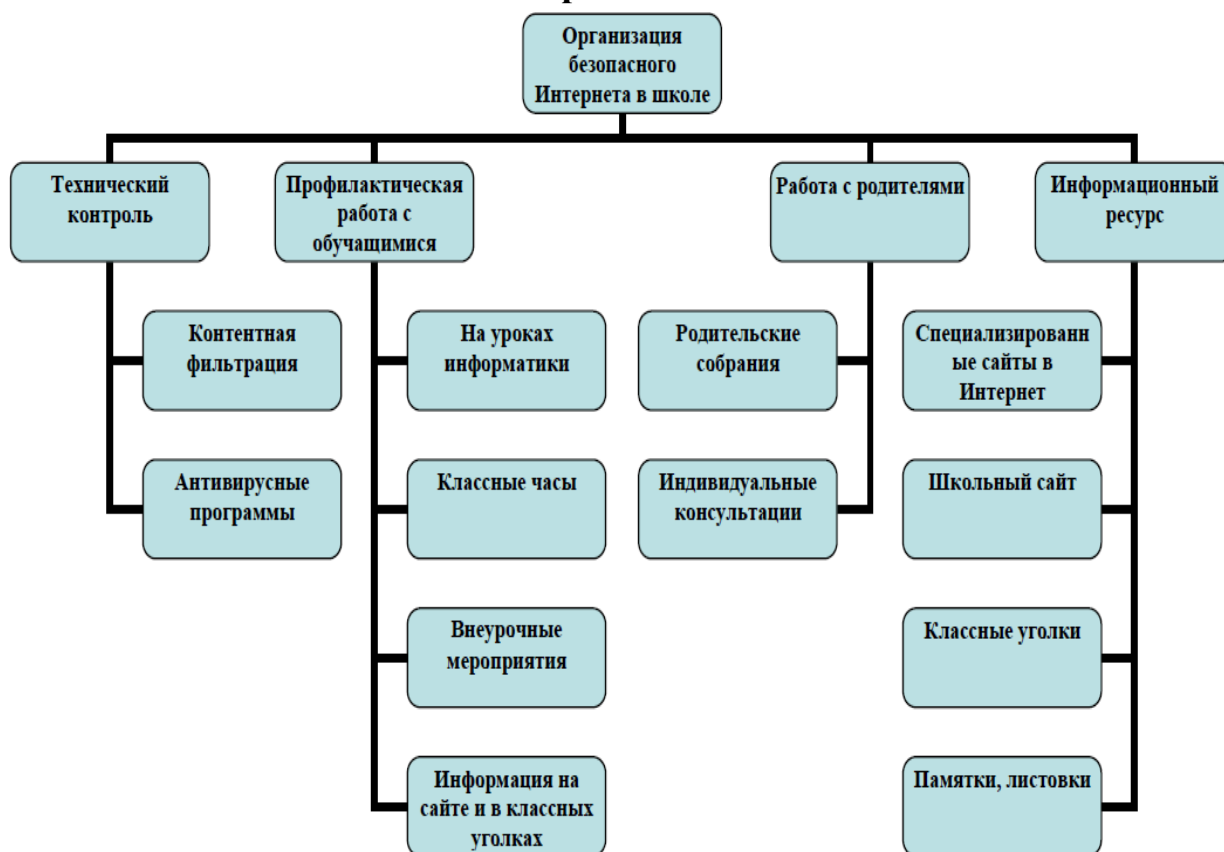 Организация
безопасного
Интернета в школе
Технический
контроль
Профилактическая
работа с
обучащимися
Работа с родителями
Информационный
ресурс
Контентная
фильтрация
На уроках
информатики
Родительские
собрания
Специализированн
ые сайты в
Интернет
Антивирусные
программы
Классные часы
Индивидуальные
консультации
Школьный сайт
Внеурочные
мероприятия
Классные уголки
Информация на
сайте и в классных
уголках
Памятки, листовки